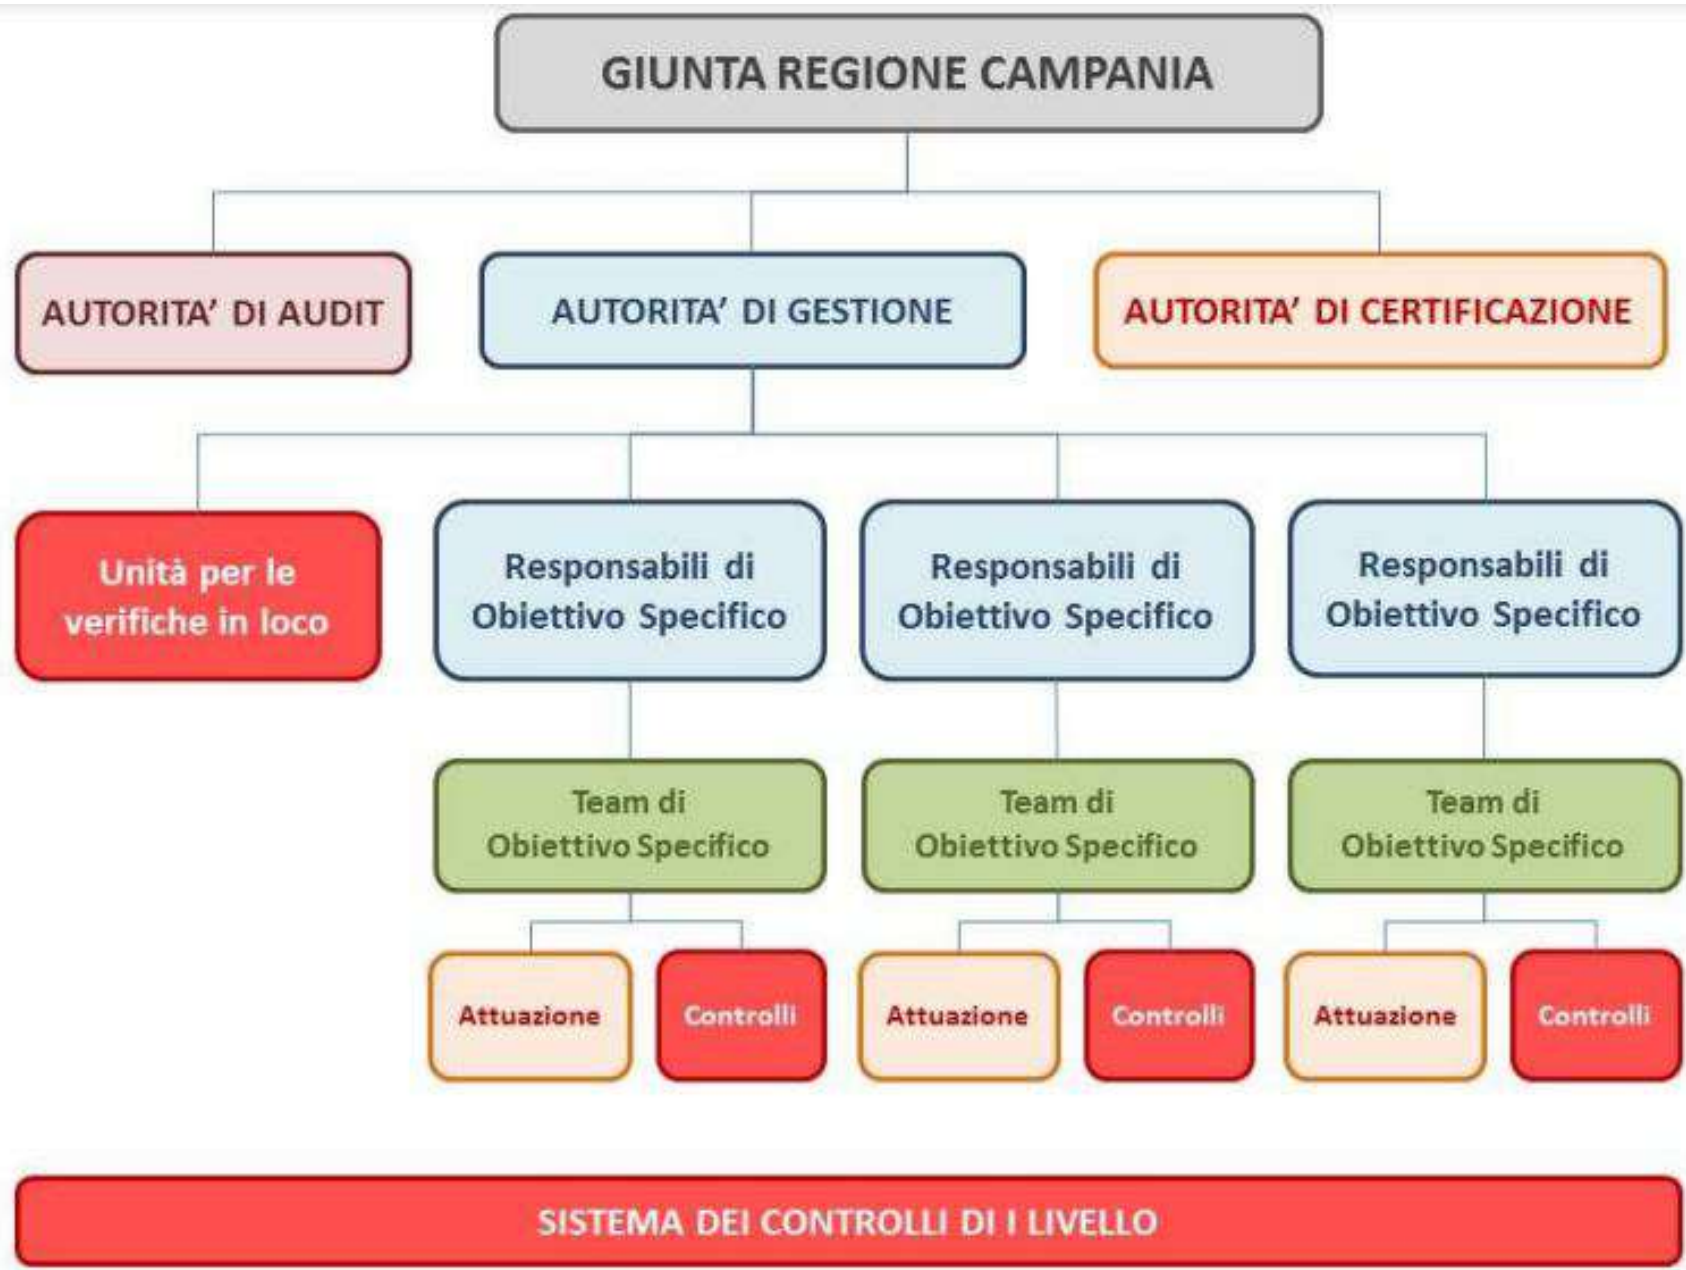 GIUNTA REGIONE CAMPANIA
AUTORITA’ DI AUDIT
AUTORITA’ DI GESTIONE
AUTORITA’ DI CERTIFICAZIONE
Unità per le
verifiche in loco
Responsabili di
Obiettivo Specifico
Responsabili di
Obiettivo Specifico
Responsabili di
Obiettivo Specifico
Team di
Obiettivo Specifico
Team di
Obiettivo Specifico
Team di
Obiettivo Specifico
Attuazione
Controlli
Attuazione
Controlli
Attuazione
Controlli
SISTEMA DEI CONTROLLI DI I LIVELLO